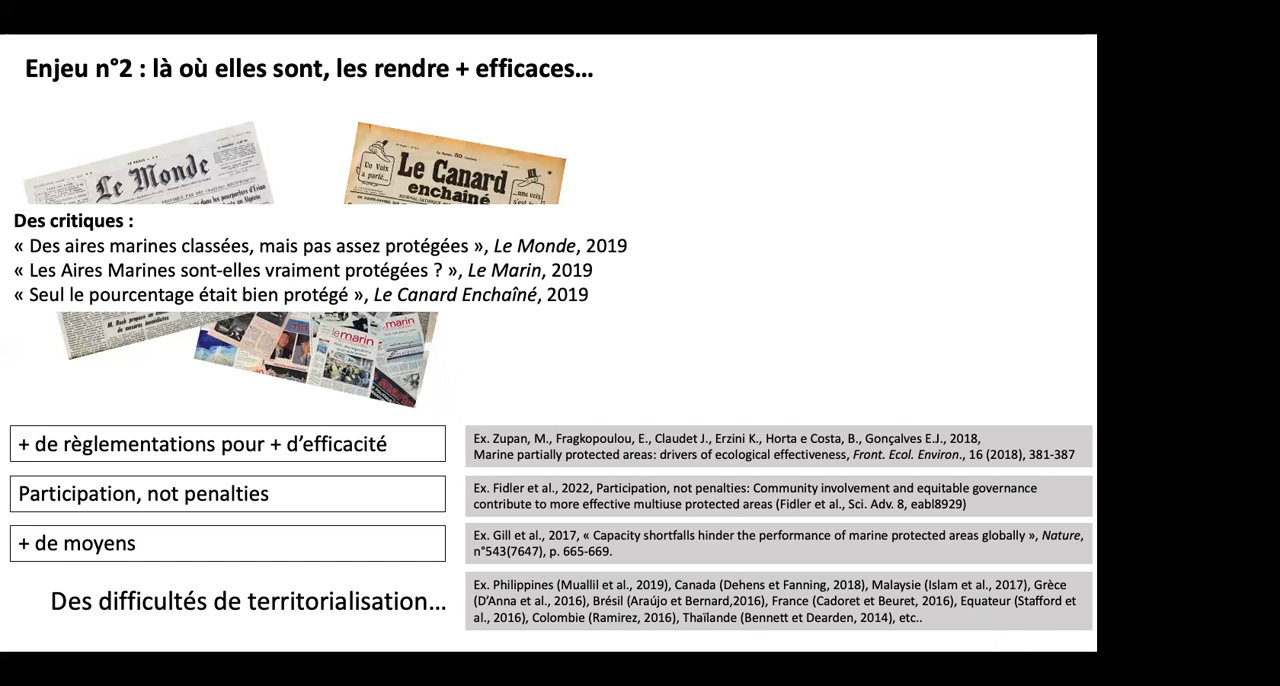 Enjeu n°2 : là où elles sont, les rendre + efficaces…
Le Monde
Le Canard
enchaîné
Des critiques :
« Des aires marines classées, mais pas assez protégées », Le Monde, 2019
« Les Aires Marines sont-elles vraiment protégées ? », Le Marin, 2019
« Seul le pourcentage était bien protégé », Le Canard Enchaîné, 2019
le marin
marin
+ de règlementations pour + d’efficacité
Ex. Zupan, M., Fragkopoulou, E., Claudet J., Erzini K., Horta e Costa, B., Gonçalves E.J., 2018,
Marine partially protected areas: drivers of ecological effectiveness, Front. Ecol. Environ., 16 (2018), 381-387
Participation, not penalties
Ex. Fidler et al., 2022, Participation, not penalties: Community involvement and equitable governance
contribute to more effective multiuse protected areas (Fidler et al., Sci. Adv. 8, eabl8929)
+ de moyens
Ex. Gill et al., 2017, « Capacity shortfalls hinder the performance of marine protected areas globally », Nature,
n°543(7647), p. 665-669.
Des difficultés de territorialisation…
Ex. Philippines (Muallil et al., 2019), Canada (Dehens et Fanning, 2018), Malaysie (Islam et al., 2017), Grèce
(D’Anna et al., 2016), Brésil (Araújo et Bernard,2016), France (Cadoret et Beuret, 2016), Equateur (Stafford et
al., 2016), Colombie (Ramirez, 2016), Thaïlande (Bennett et Dearden, 2014), etc..